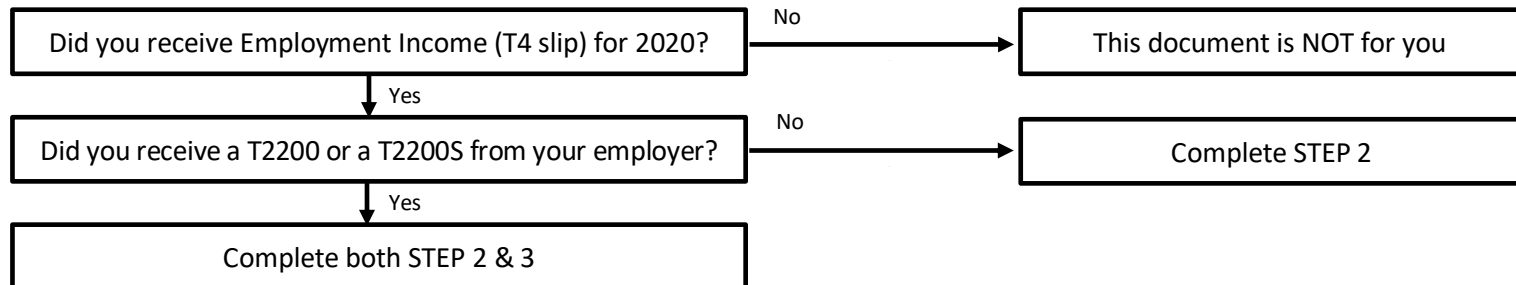 Did you receive Employment Income (T4 slip) for 2020?
No
This document is NOT for you
Yes
Did you receive a T2200 or a T2200S from your employer?
No
Complete STEP 2
Yes
Complete both STEP 2 & 3